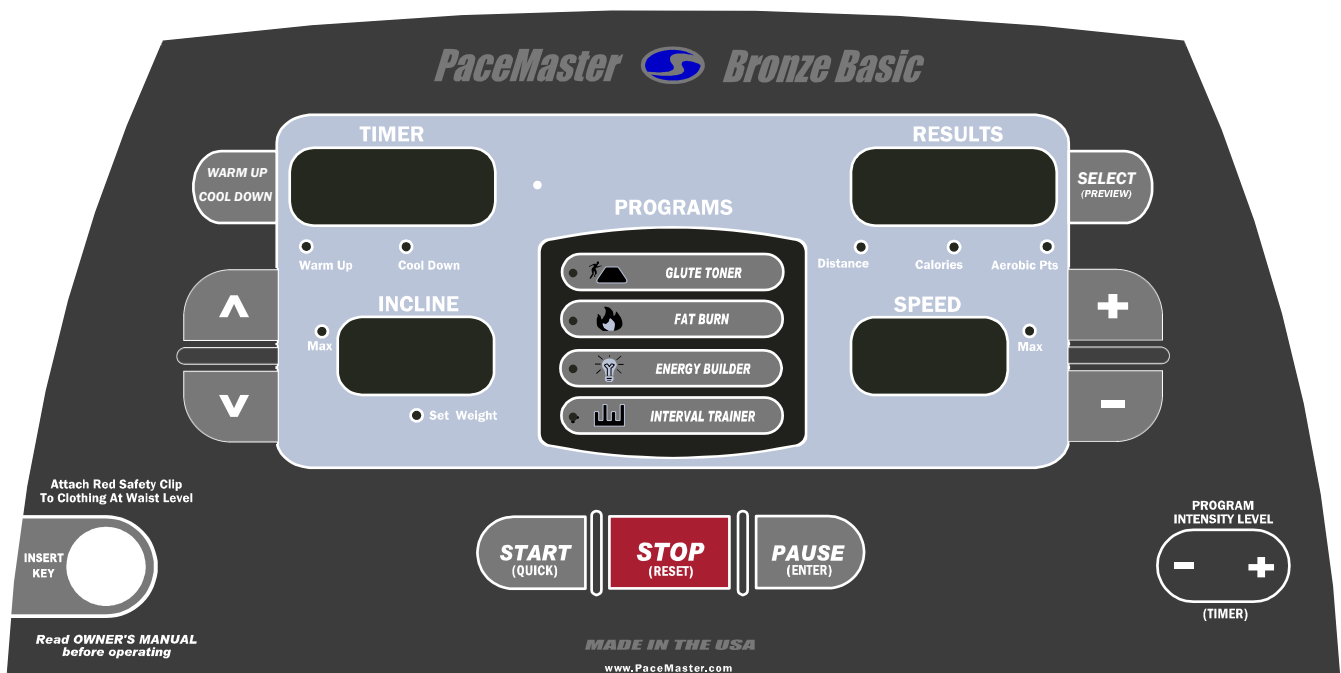 PaceMaster Bronze Basic
TIMER
RESULTS
WARM UP
COOL DOWN
SELECT
(PREVIEW)
PROGRAMS
Warm Up
Cool Down
Distance
Calories
Aerobic Pts
GLUTE TONER
INCLINE
SPEED
FAT BURN
Max
Max
ENERGY BUILDER
Set Weight
INTERVAL TRAINER
Attach Red Safety Clip
To Clothing At Waist Level
INSERT
KEY
Read OWNER'S MANUAL
before operating
START
(QUICK)
STOP
(RESET)
PAUSE
(ENTER)
PROGRAM
INTENSITY LEVEL
- +
(TIMER)
MADE IN THE USA
www.PaceMaster.com